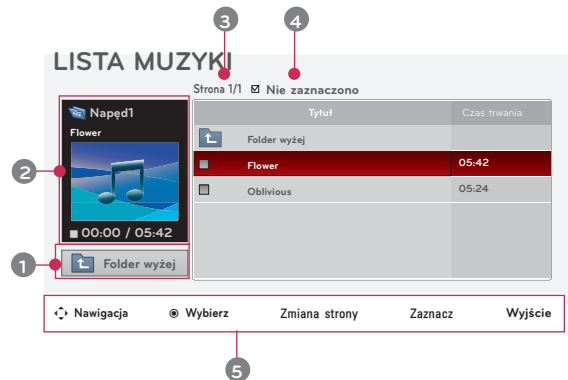 3
4
LISTA MUZYKI
Strona 1/1 ☑ Nie zaznaczono
Napęd1
Flower
2
00:00 / 05:42
1
Folder wyżej
Tytuł Czas trwania
Folder wyżej
Flower 05:42
Oblivious 05:24
Nawigacja Wybierz Zmiana strony Zaznacz Wyjście
5